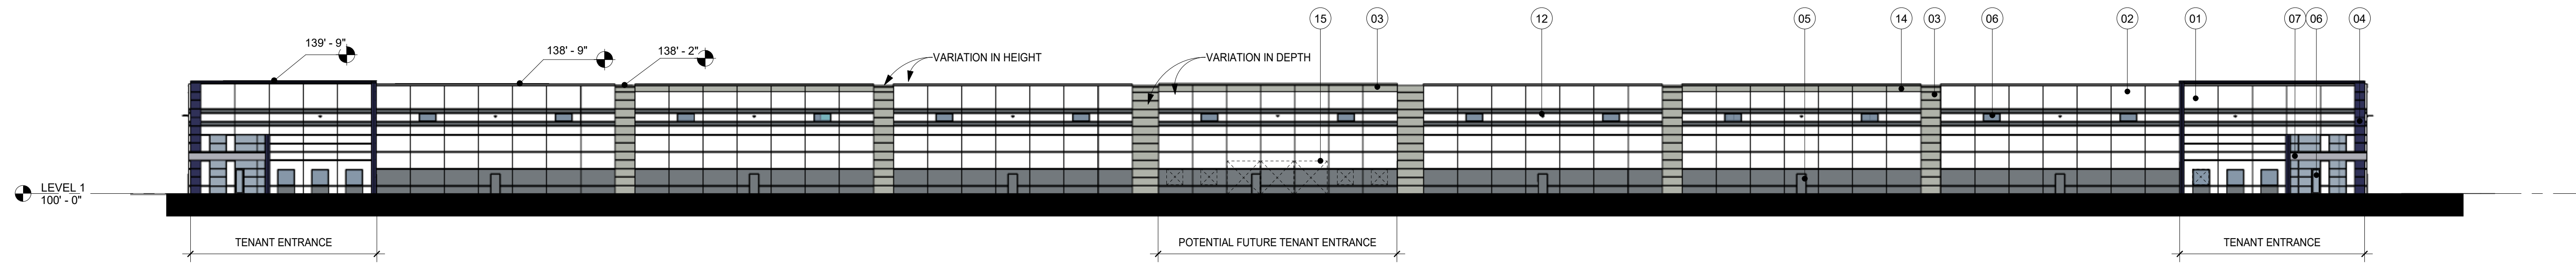 15
03
12
05
14
03
06
02
01
07
06
04
139' - 9"
138' - 9"
138' - 2"
VARIATION IN HEIGHT
VARIATION IN DEPTH
LEVEL 1
100' - 0"
TENANT ENTRANCE
POTENTIAL FUTURE TENANT ENTRANCE
TENANT ENTRANCE